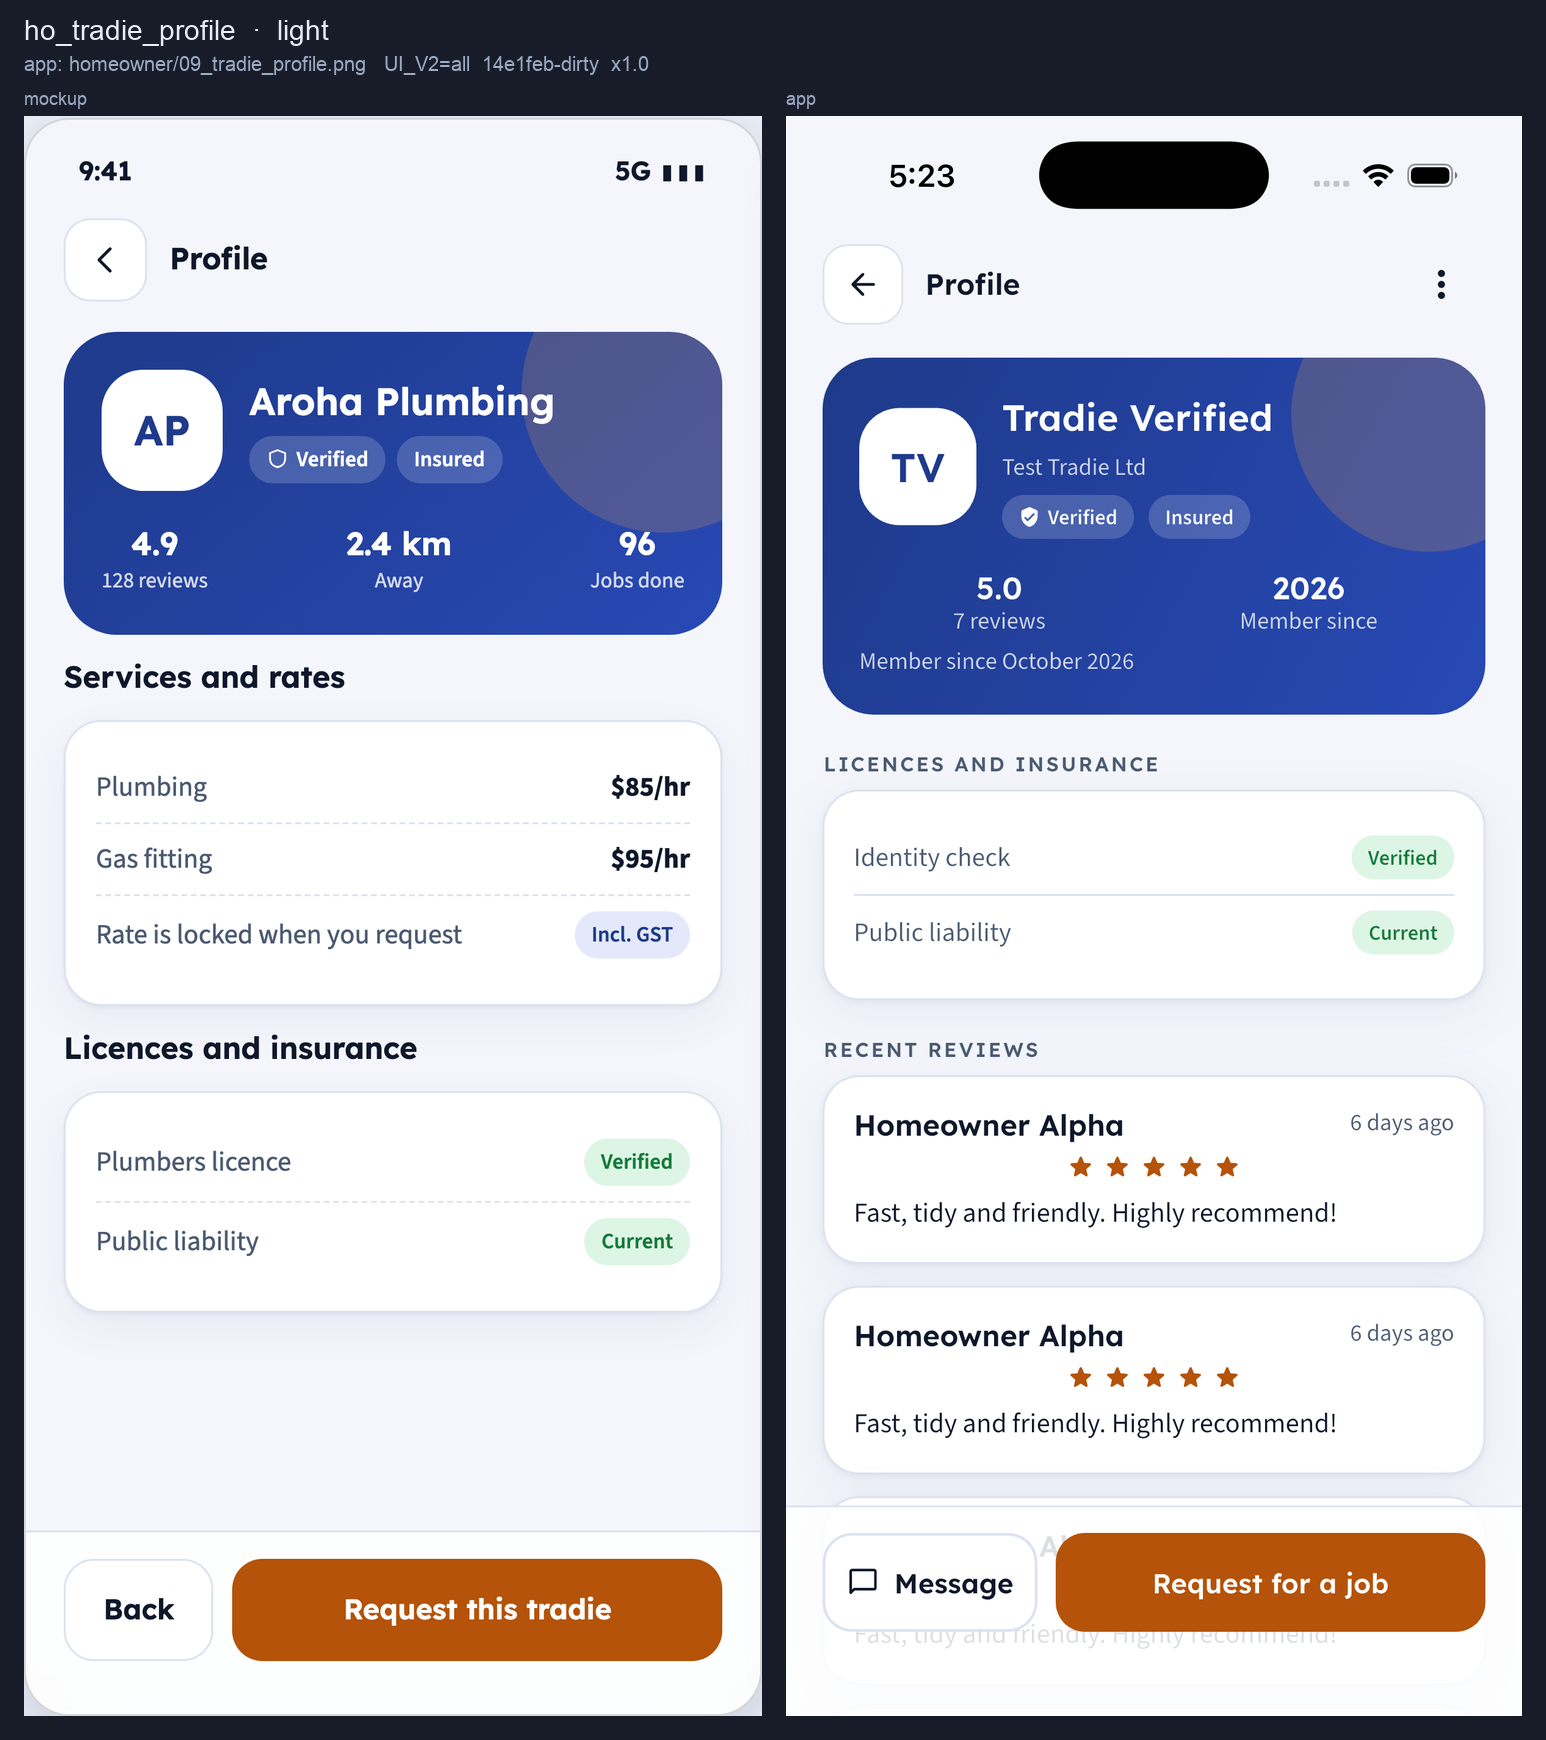 ho_tradie_profile · light
app: homeowner/09_tradie_profile.png UI_V2=all 14e1feb-dirty x1.0
mockup
9:41
5G
Profile
AP
Aroha Plumbing
Verified
Insured
4.9
128 reviews
2.4 km
Away
96
Jobs done
Services and rates
Plumbing
$85/hr
Gas fitting
$95/hr
Rate is locked when you request
Incl. GST
Licences and insurance
Plumbers licence
Verified
Public liability
Current
Back
Request this tradie
app
5:23
Profile
TV
Tradie Verified
Test Tradie Ltd
Verified
Insured
5.0
7 reviews
2026
Member since
Member since October 2026
LICENCES AND INSURANCE
Identity check
Verified
Public liability
Current
RECENT REVIEWS
Homeowner Alpha
6 days ago
Fast, tidy and friendly. Highly recommend!
Homeowner Alpha
6 days ago
Fast, tidy and friendly. Highly recommend!
Message
Request for a job
Fast, tidy and friendly. Highly recommend!